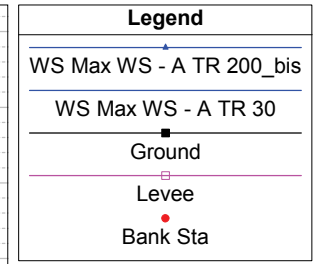 Legend
WS Max WS - A TR 200_bis
WS Max WS - A TR 30
Ground
Levee
Bank Sta